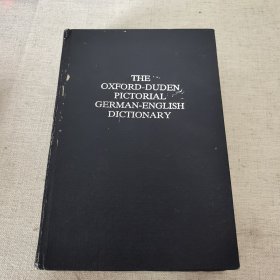 THE
OXFORD-DUDEN
PICTORIAL
GERMAN-ENGLISH
DICTIONARY